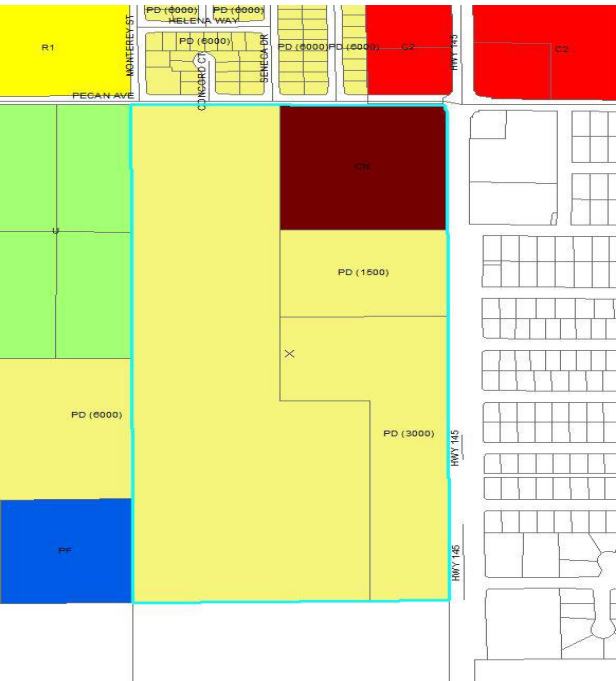 PD (6000) PD (6000)
HELENA WAY
R1
MONTEREY ST
PD (6000)
SENECA DR
PD (6000)
PD (6000)
C2
HWY 145
C2
CONCORD CT
PECAN AVE
CN
U
PD (1500)
PD (6000)
PD (3000)
HWY 145
PF
HWY 145